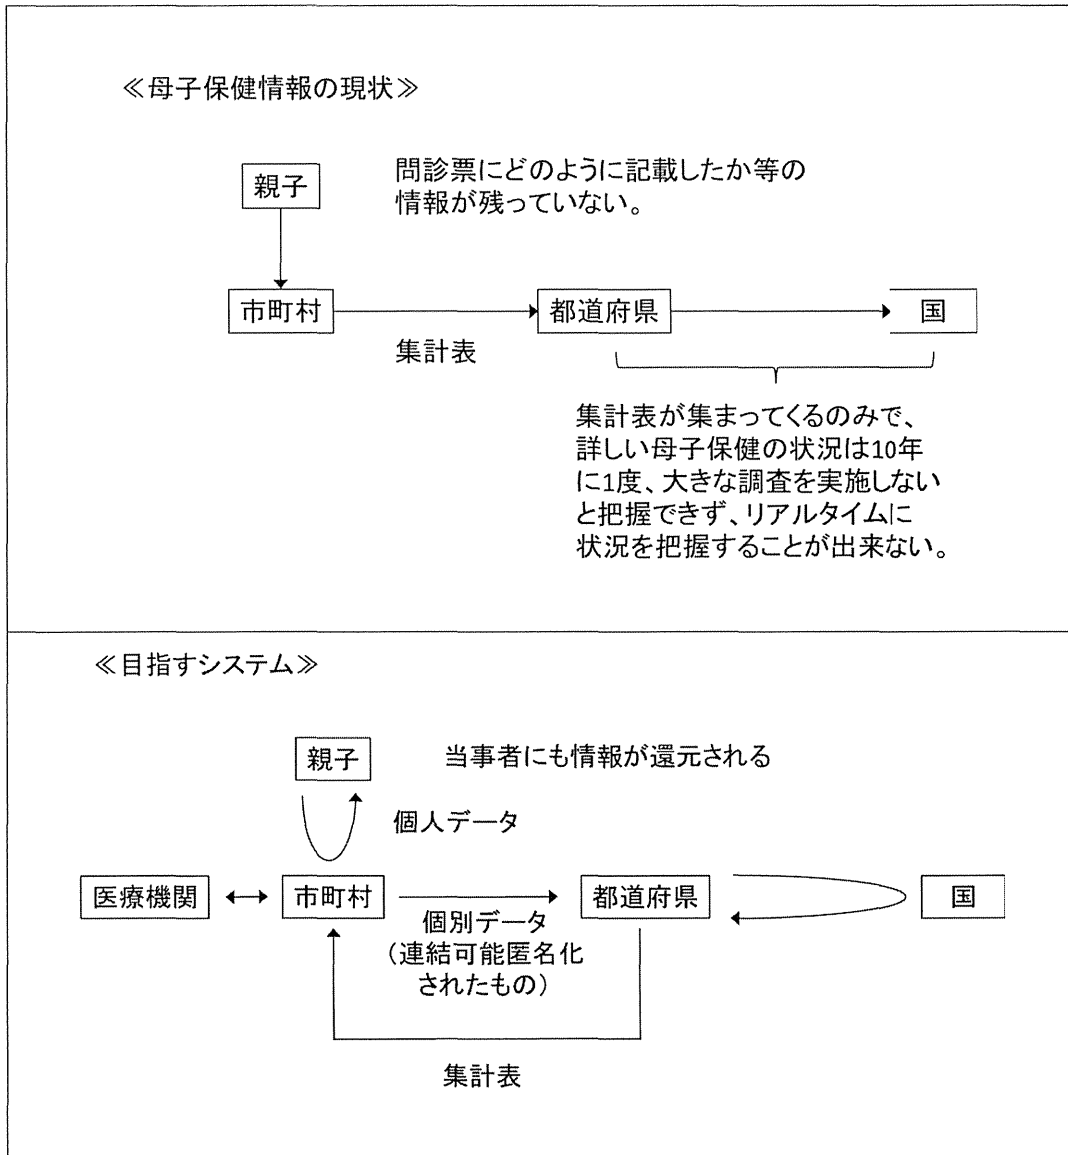 ≪母子保健情報の現状≫
親子
問診票にどのように記載したか等の
情報が残っていない。
市町村
都道府県
国
集計表
集計表が集まってくるのみで、
詳しい母子保健の状況は10年
に1度、大きな調査を実施しない
と把握できず、リアルタイムに
状況を把握することが出来ない。
≪目指すシステム≫
親子
当事者にも情報が還元される
個人データ
医療機関
市町村
都道府県
国
個別データ
（連結可能匿名化
されたもの）
集計表